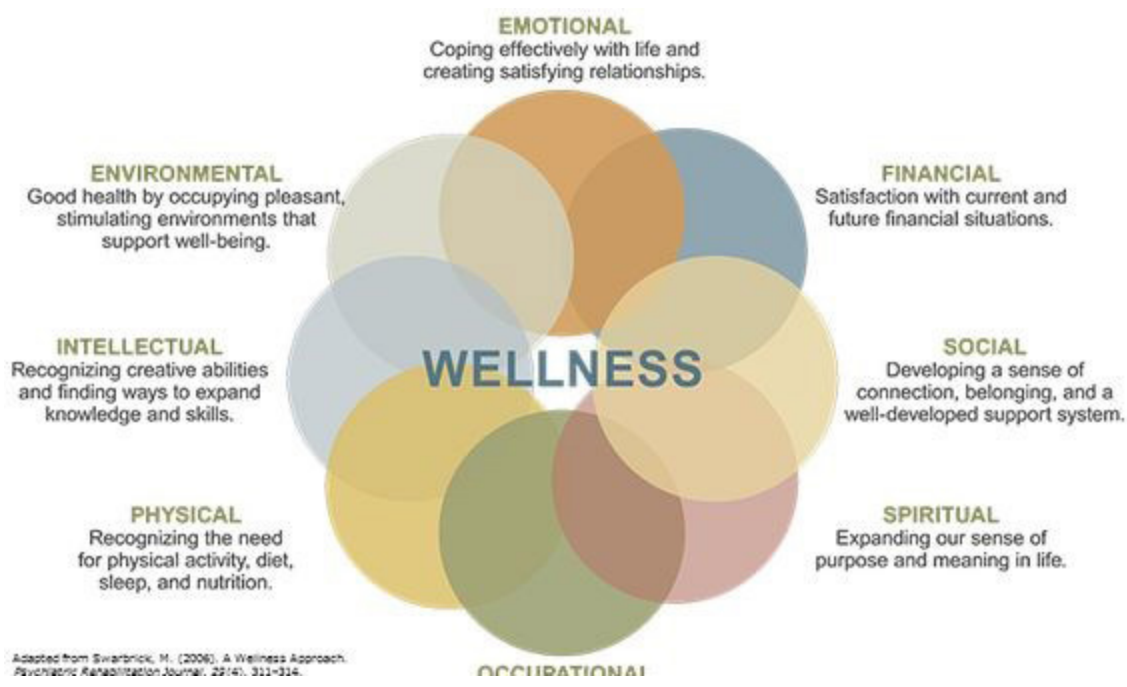 EMOTIONAL
Coping effectively with life and
creating satisfying relationships.
ENVIRONMENTAL
Good health by occupying pleasant,
stimulating environments that
support well-being.
FINANCIAL
Satisfaction with current and
future financial situations.
INTELLECTUAL
Recognizing creative abilities
and finding ways to expand
knowledge and skills.
WELLNESS
SOCIAL
Developing a sense of
connection, belonging, and a
well-developed support system.
PHYSICAL
Recognizing the need
for physical activity, diet,
sleep, and nutrition.
SPIRITUAL
Expanding our sense of
purpose and meaning in life.
OCCUPATIONAL
Adapted from Swarbrick, M. (2006). A Wellness Approach.
Psychiatric Rehabilitation Journal, 29(4), 311-314.